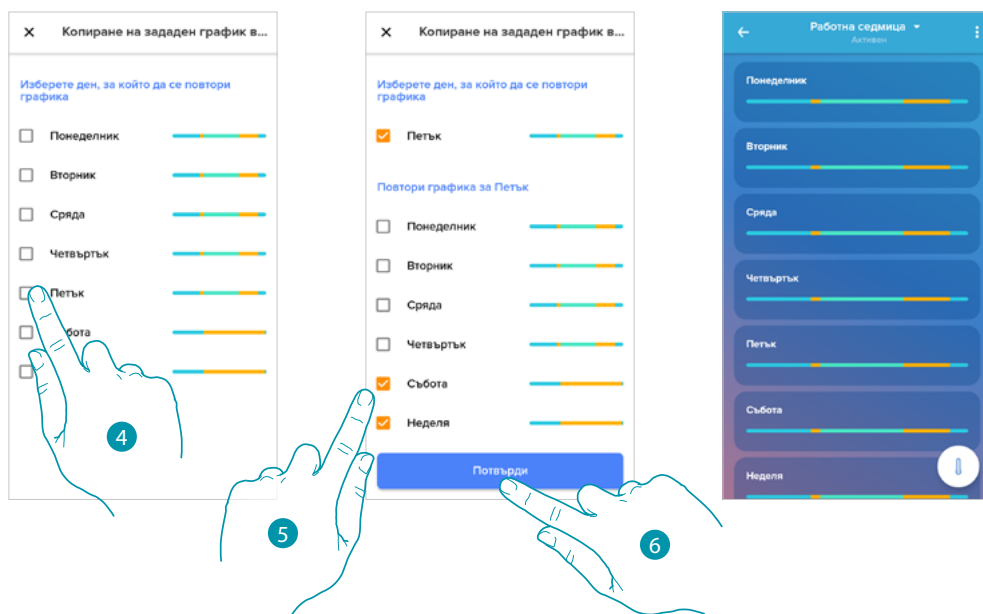 Копиране на зададен график в...
Изберете ден, за който да се повтори
графика
Понеделник
Вторник
Сряда
Четвъртък
Петък
бота
4
Копиране на зададен график в...
Изберете ден, за който да се повтори
графика
Петък
Повтори графика за Петък
Понеделник
Вторник
Сряда
Четвъртък
Събота
Неделя
Потвърди
5
6
Работна седмица
Активен
Понеделник
Вторник
Сряда
Четвъртък
Петък
Събота
Неделя